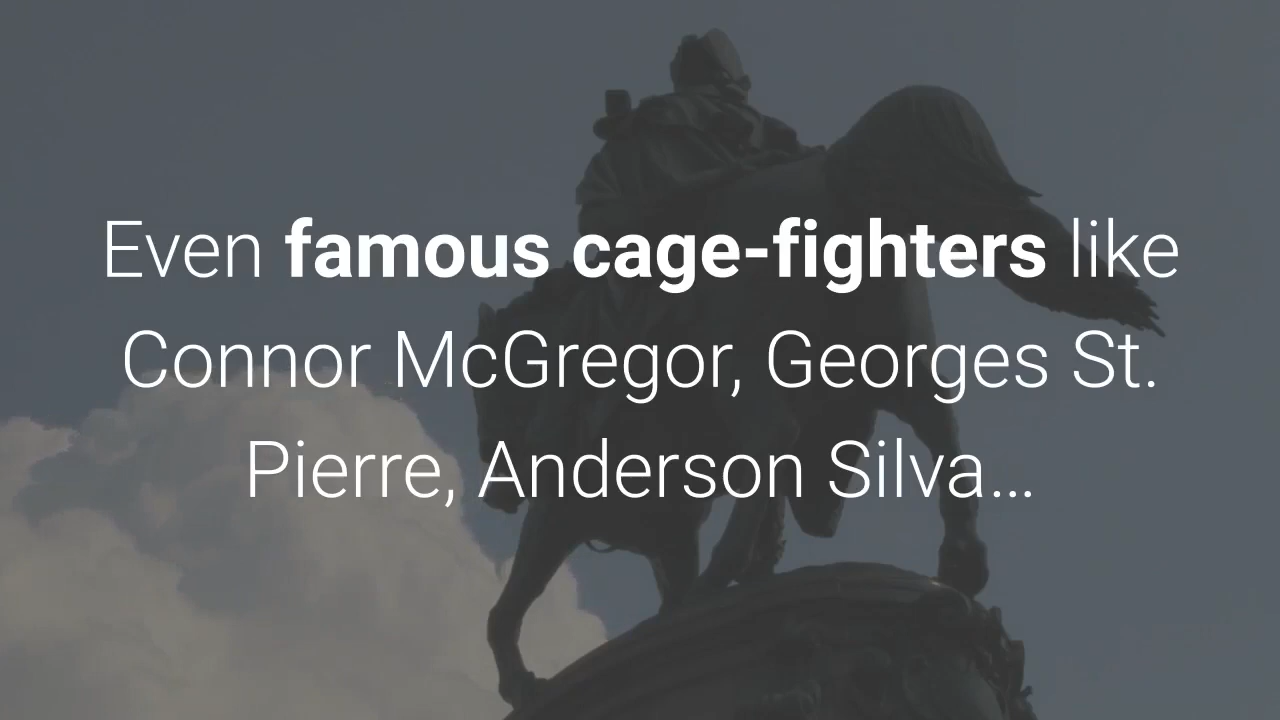 Even famous cage-fighters like
Connor McGregor, Georges St.
Pierre, Anderson Silva…